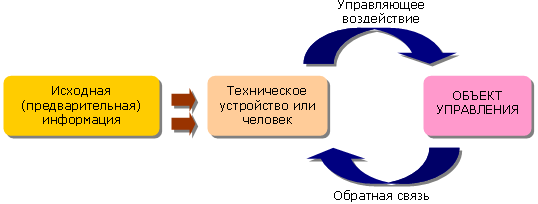 Управляющее
воздействие
Исходная
(предварительная)
информация
Техническое
устройство или
человек
ОБЪЕКТ
УПРАВЛЕНИЯ
Обратная связь